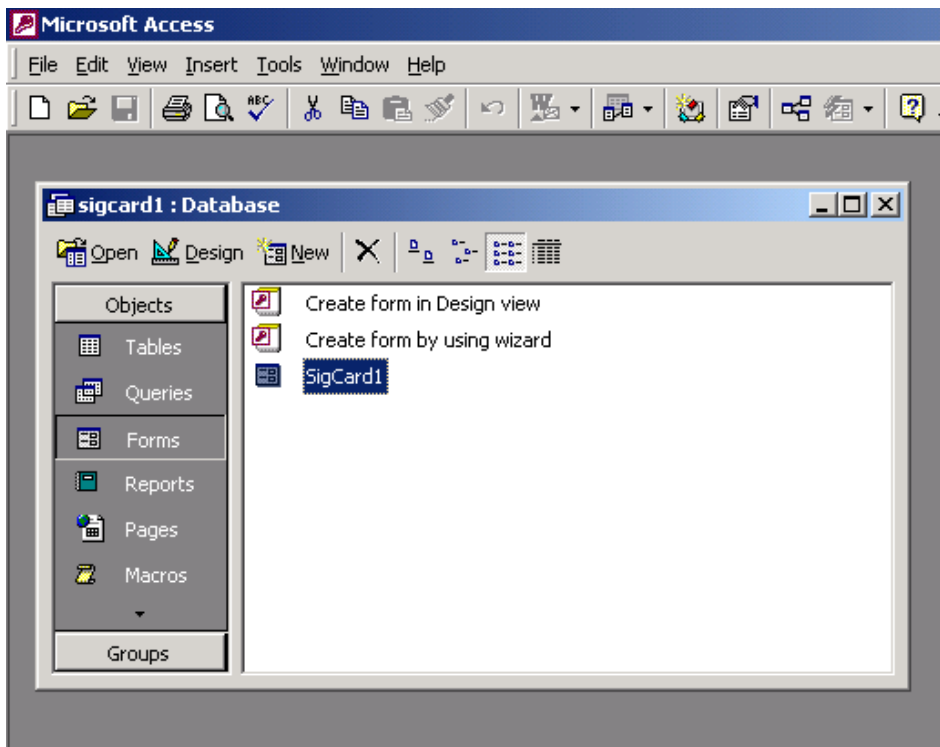 Microsoft Access
File Edit View Insert Tools Window Help
ABC
W
?
sigcard1 : Database
Open Design New
Objects
Create form in Design view
Tables
Create form by using wizard
Queries
SigCard1
Forms
Reports
Pages
Macros
Groups